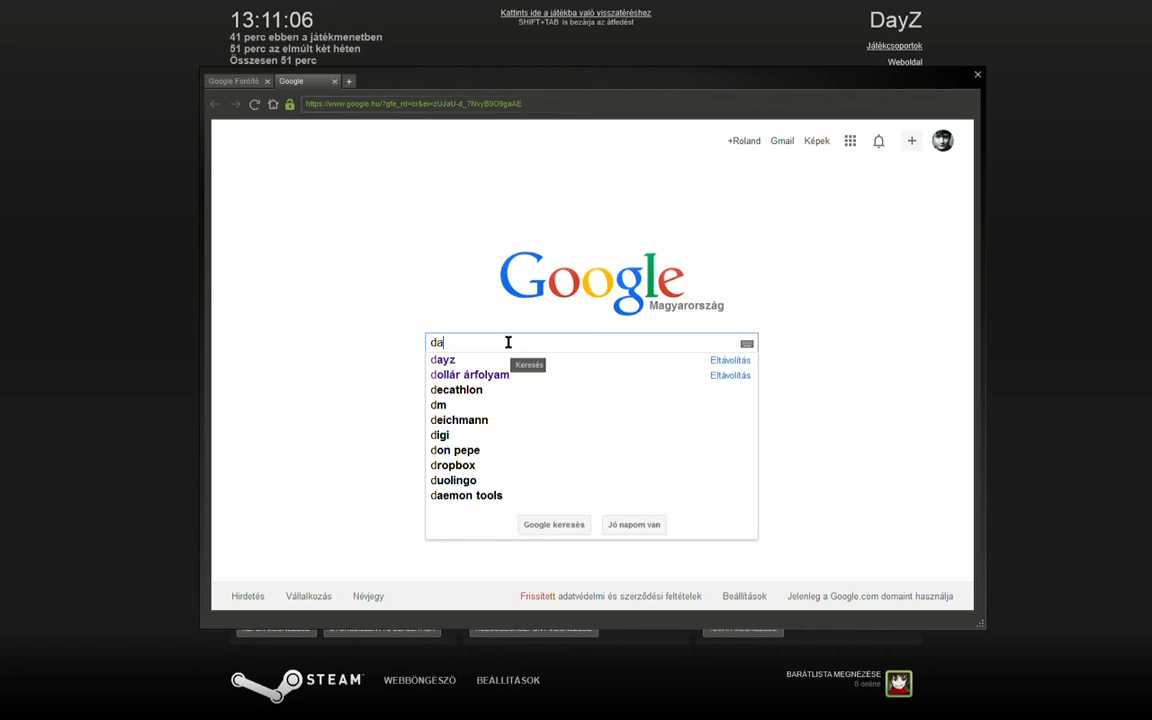 13:11:06
41 perc ebben a játékmenetben
51 perc az elmúlt két héten
Összesen 51 perc
Kattints ide a játékba való visszatéréshez
SHIFT+TAB is bezárja az átfedést
DayZ
Játékcsoportok
Weboldal
Google Fordító
Google
https://www.google.hu/?gfe_rd=cr&ei=zUJaU-d_7NvyB9O9gaAE
+Roland Gmail Képek
Google
Magyarország
da
dayz Eltávolítás
Keresés
dollár árfolyam Eltávolítás
decathlon
dm
deichmann
digi
don pepe
dropbox
duolingo
daemon tools
Google keresés Jó napom van
Hirdetés Vállalkozás Névjegy Frissített adatvédelmi és szerződési feltételek Beállítások Jelenleg a Google.com domaint használja
STEAM WEBBÖNGÉSZŐ BEÁLLÍTÁSOK
BARÁTLISTA MEGNÉZÉSE
8 online